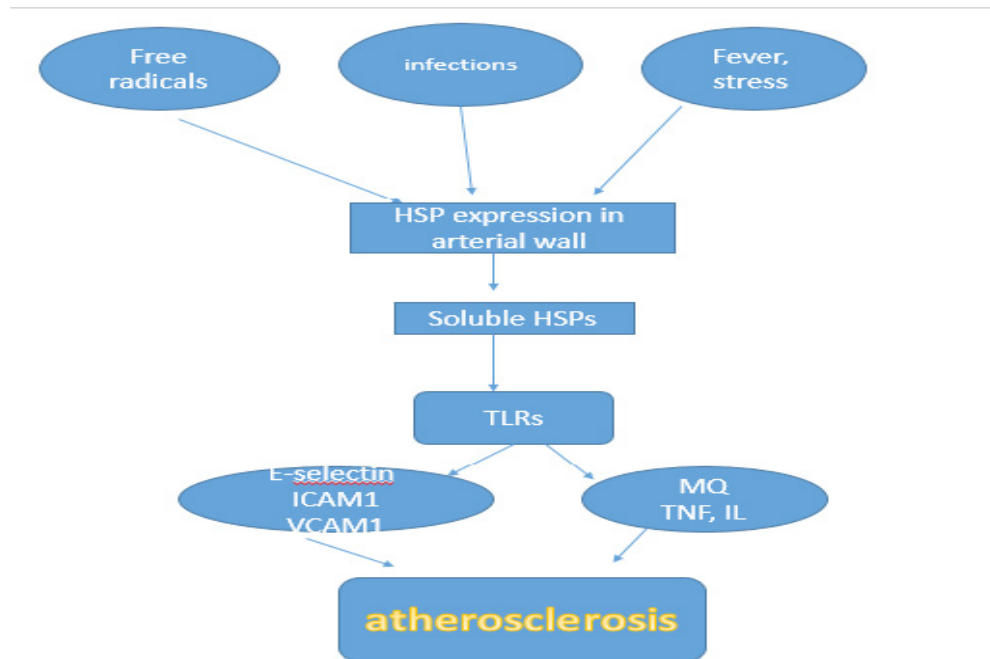 Free
radicals
infections
Fever,
stress
HSP expression in
arterial wall
Soluble HSPs
TLRs
E-selectin
ICAM1
VCAM1
MQ
TNF, IL
atherosclerosis